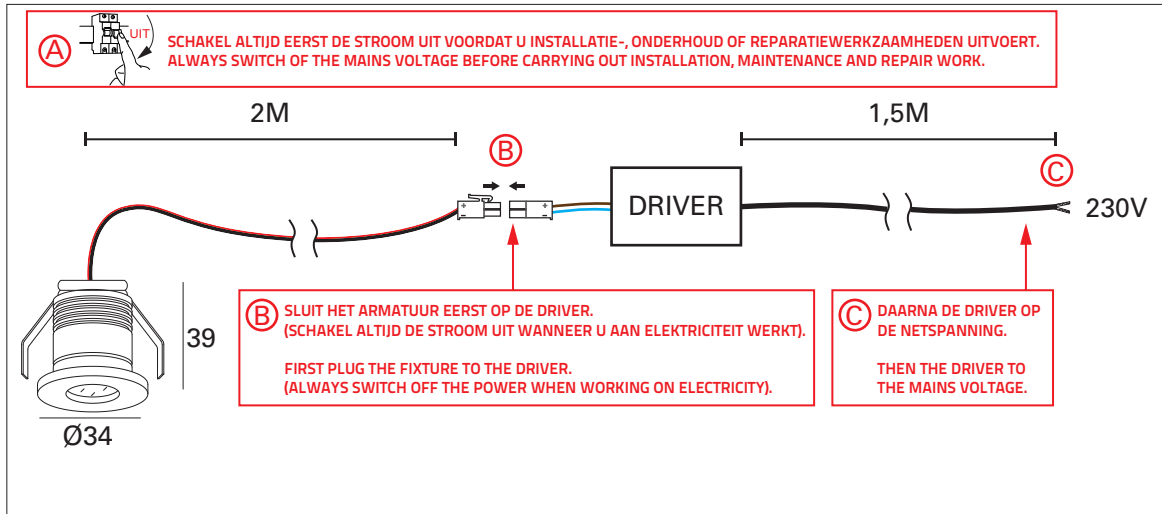 A
UIT
SCHAKEL ALTIJD EERST DE STROOM UIT VOORDAT U INSTALLATIE-, ONDERHOUD OF REPARATIEWERKZAAMHEDEN UITVOERT.
ALWAYS SWITCH OF THE MAINS VOLTAGE BEFORE CARRYING OUT INSTALLATION, MAINTENANCE AND REPAIR WORK.
2M
1,5M
B
C
+
-
+
-
DRIVER
230V
39
Ø34
B
SLUIT HET ARMATUUR EERST OP DE DRIVER.
(SCHAKEL ALTIJD DE STROOM UIT WANNEER U AAN ELEKTRICITEIT WERKT).
FIRST PLUG THE FIXTURE TO THE DRIVER.
(ALWAYS SWITCH OFF THE POWER WHEN WORKING ON ELECTRICITY).
C
DAARNA DE DRIVER OP
DE NETSPANNING.
THEN THE DRIVER TO
THE MAINS VOLTAGE.